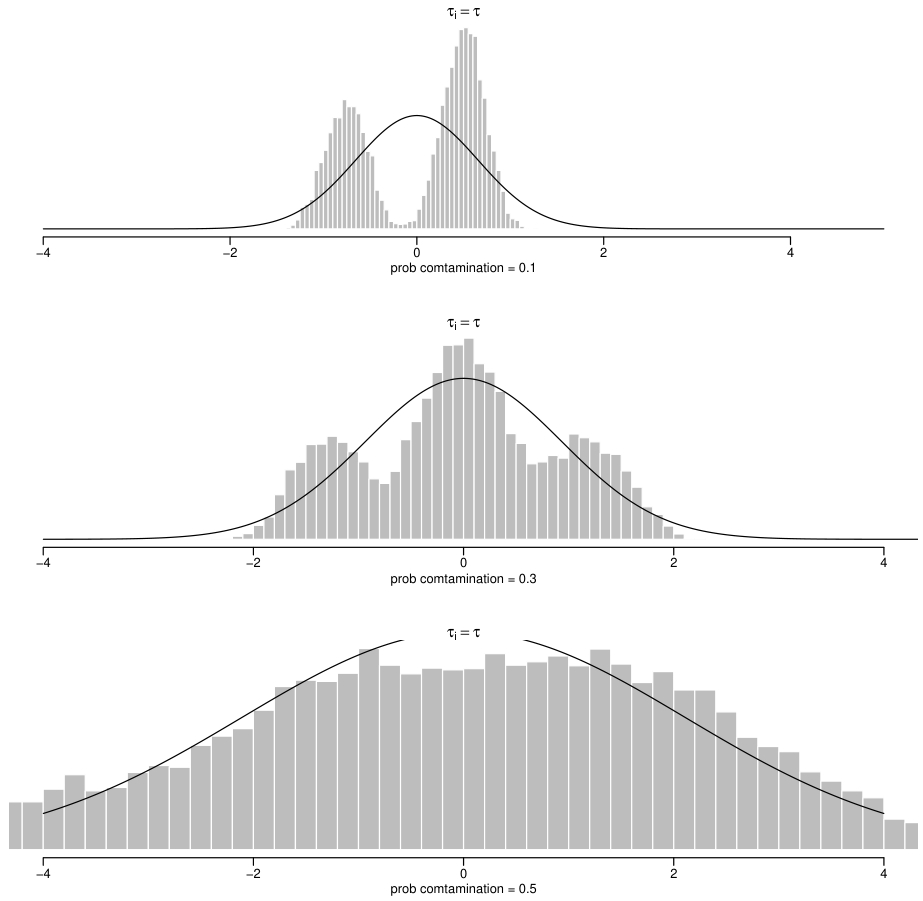 τi = τ
−4 −2 0 2 4
prob comtamination = 0.1
τi = τ
−4 −2 0 2 4
prob comtamination = 0.3
τi = τ
−4 −2 0 2 4
prob comtamination = 0.5